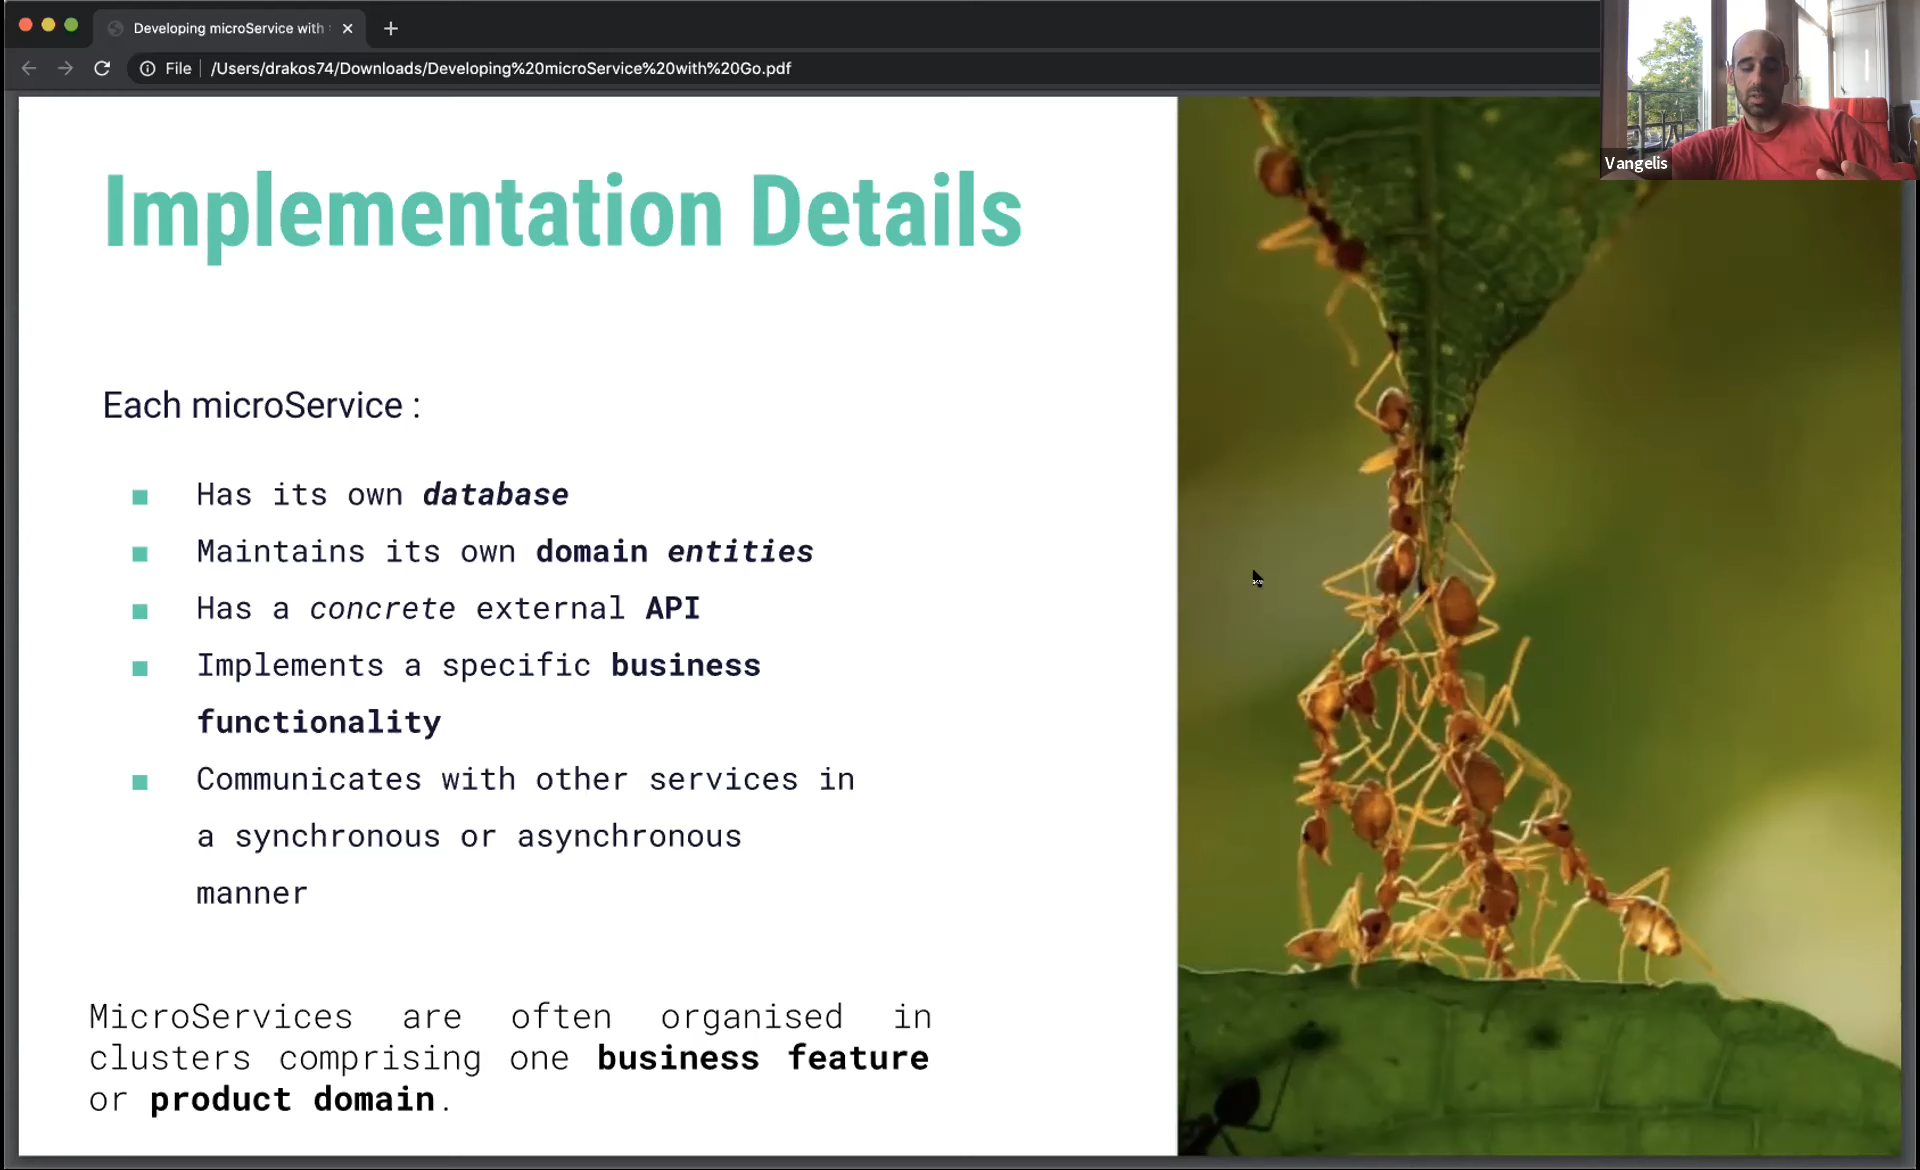 Developing microService with
File
/Users/drakos74/Downloads/Developing%20microService%20with%20Go.pdf
Vangelis
Implementation Details
Each microService :
Has its own database
Maintains its own domain entities
Has a concrete external API
Implements a specific business
functionality
Communicates with other services in
a synchronous or asynchronous
manner
MicroServices are often organised in
clusters comprising one business feature
or product domain.